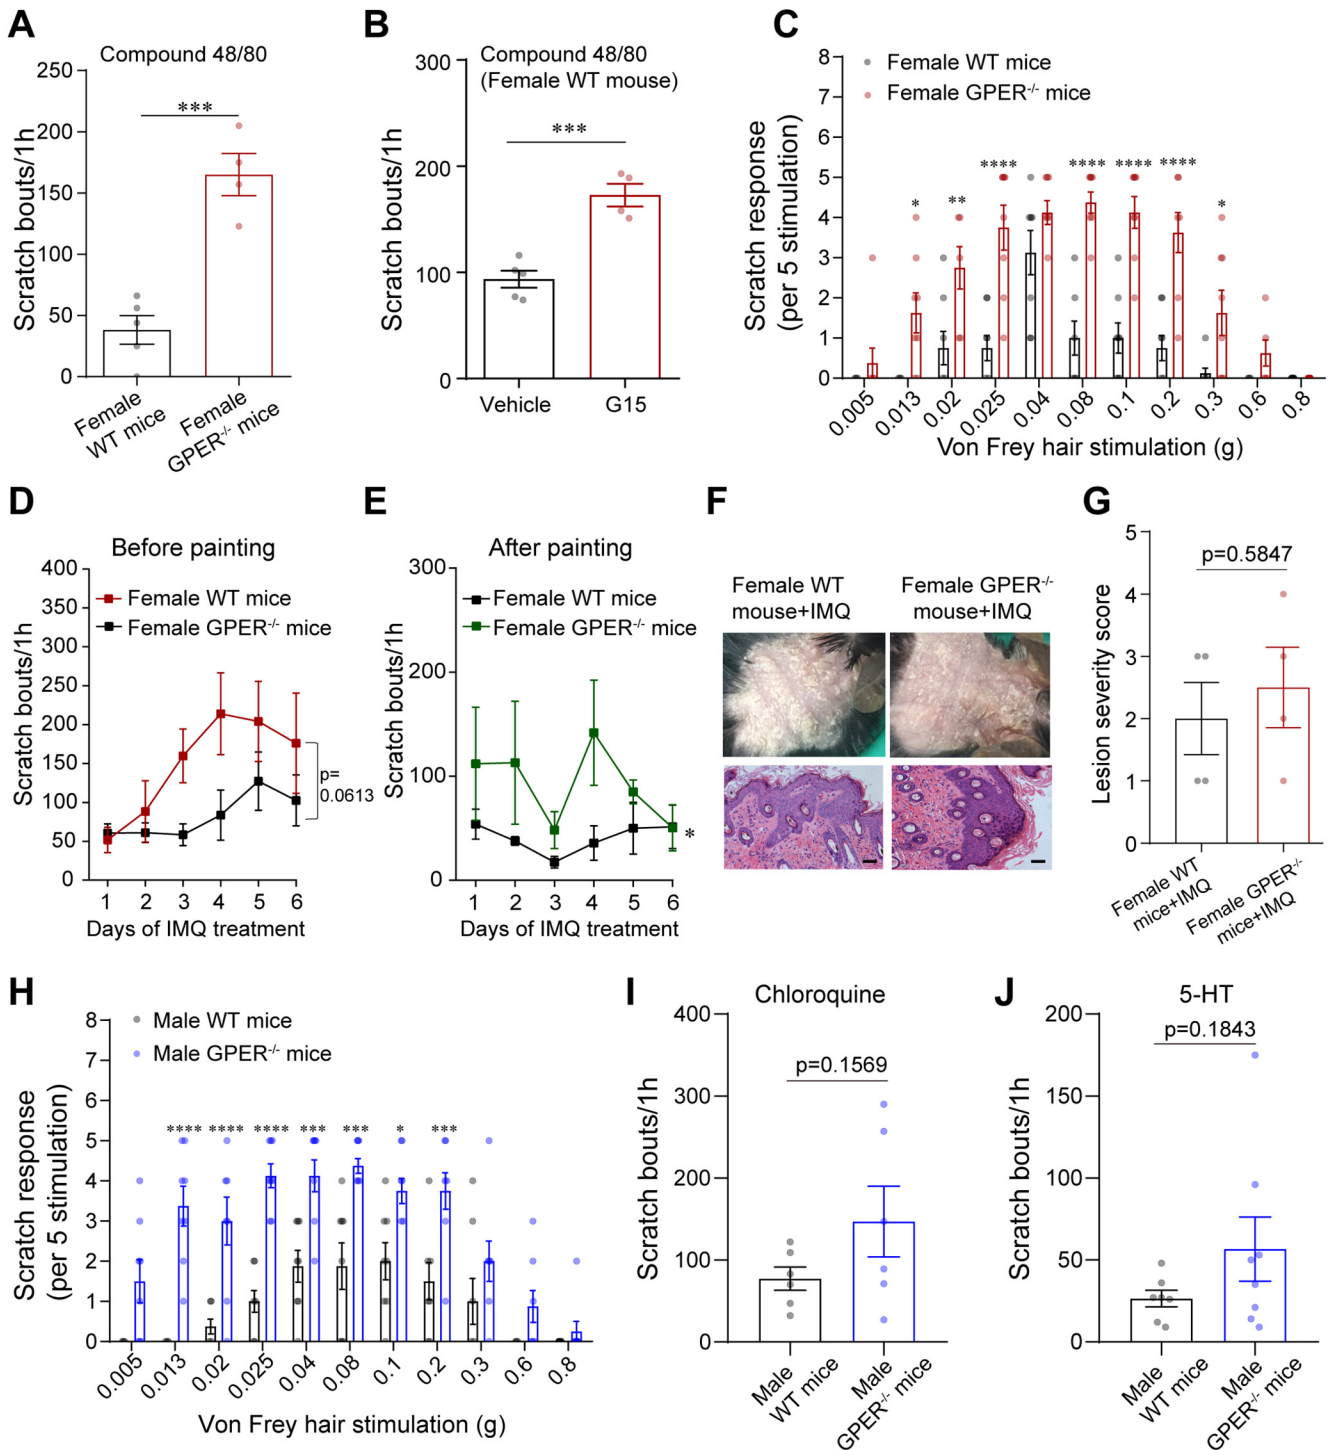 A
Compound 48/80
Scratch bouts/1h
250
200
150
100
50
0
***
Female
WT mice
Female
GPER-/- mice
B
Compound 48/80
(Female WT mouse)
Scratch bouts/1h
300
200
100
0
***
Vehicle
G15
C
Female WT mice
Female GPER-/- mice
Scratch response
(per 5 stimulation)
8
7
6
5
4
3
2
1
0
* ** **** **** **** **** *
0.005 0.013 0.02 0.025 0.04 0.08 0.1 0.2 0.3 0.6 0.8
Von Frey hair stimulation (g)
D
Before painting
Female WT mice
Female GPER-/- mice
Scratch bouts/1h
400
350
300
250
200
150
100
50
0
p=
0.0613
1 2 3 4 5 6
Days of IMQ treatment
E
After painting
Female WT mice
Female GPER-/- mice
Scratch bouts/1h
300
200
100
0
*
1 2 3 4 5 6
Days of IMQ treatment
F
Female WT
mouse+IMQ
Female GPER-/-
mouse+IMQ
G
Lesion severity score
5
4
3
2
1
0
p=0.5847
Female WT
mice+IMQ
Female GPER-/-
mice+IMQ
H
Male WT mice
Male GPER-/- mice
Scratch response
(per 5 stimulation)
8
7
6
5
4
3
2
1
0
**** **** **** *** *** * ***
0.005 0.013 0.02 0.025 0.04 0.08 0.1 0.2 0.3 0.6 0.8
Von Frey hair stimulation (g)
I
Chloroquine
Scratch bouts/1h
400
300
200
100
0
p=0.1569
Male
WT mice
Male
GPER-/- mice
J
5-HT
Scratch bouts/1h
200
150
100
50
0
p=0.1843
Male
WT mice
Male
GPER-/- mice